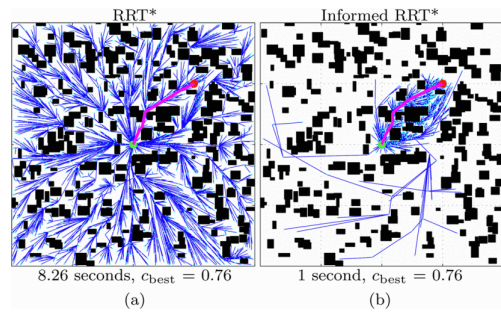 RRT*
Informed RRT*
8.26 seconds, c_best = 0.76
1 second, c_best = 0.76
(a)
(b)